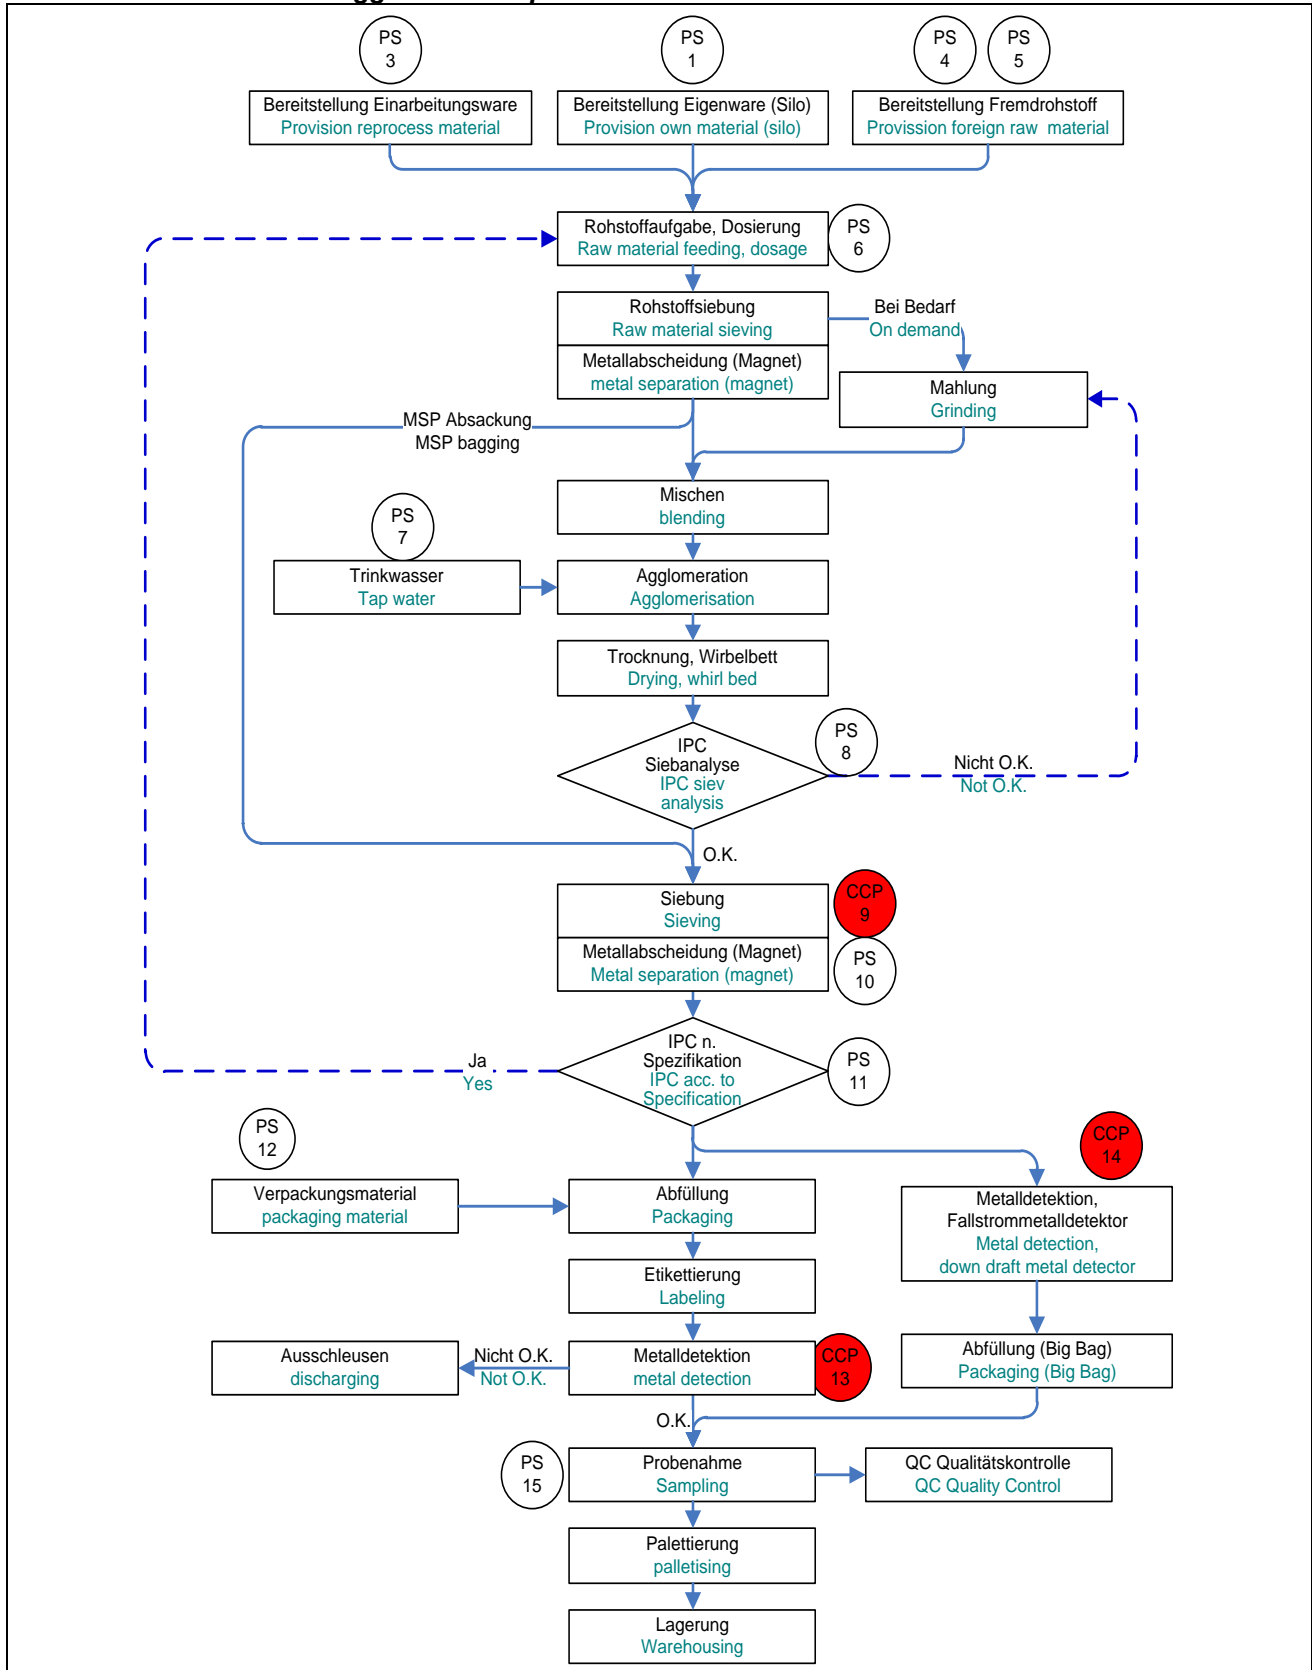 PS
3
PS
1
PS
4
PS
5
Bereitstellung Einarbeitungsware
Provision reprocess material
Bereitstellung Eigenware (Silo)
Provision own material (silo)
Bereitstellung Fremdrohstoff
Provission foreign raw material
Rohstoffaufgabe, Dosierung
Raw material feeding, dosage
PS
6
Rohstoffsiebung
Raw material sieving
Bei Bedarf
On demand
Metallabscheidung (Magnet)
metal separation (magnet)
Mahlung
Grinding
MSP Absackung
MSP bagging
Mischen
blending
PS
7
Trinkwasser
Tap water
Agglomeration
Agglomerisation
Trocknung, Wirbelbett
Drying, whirl bed
IPC
Siebanalyse
IPC siev
analysis
PS
8
Nicht O.K.
Not O.K.
O.K.
Siebung
Sieving
CCP
9
Metallabscheidung (Magnet)
Metal separation (magnet)
PS
10
IPC n.
Spezifikation
IPC acc. to
Specification
PS
11
Ja
Yes
PS
12
CCP
14
Verpackungsmaterial
packaging material
Abfüllung
Packaging
Metalldetektion,
Fallstrommetalldetektor
Metal detection,
down draft metal detector
Etikettierung
Labeling
Ausschleusen
discharging
Nicht O.K.
Not O.K.
Metalldetektion
metal detection
CCP
13
Abfüllung (Big Bag)
Packaging (Big Bag)
O.K.
PS
15
Probenahme
Sampling
QC Qualitätskontrolle
QC Quality Control
Palettierung
palletising
Lagerung
Warehousing